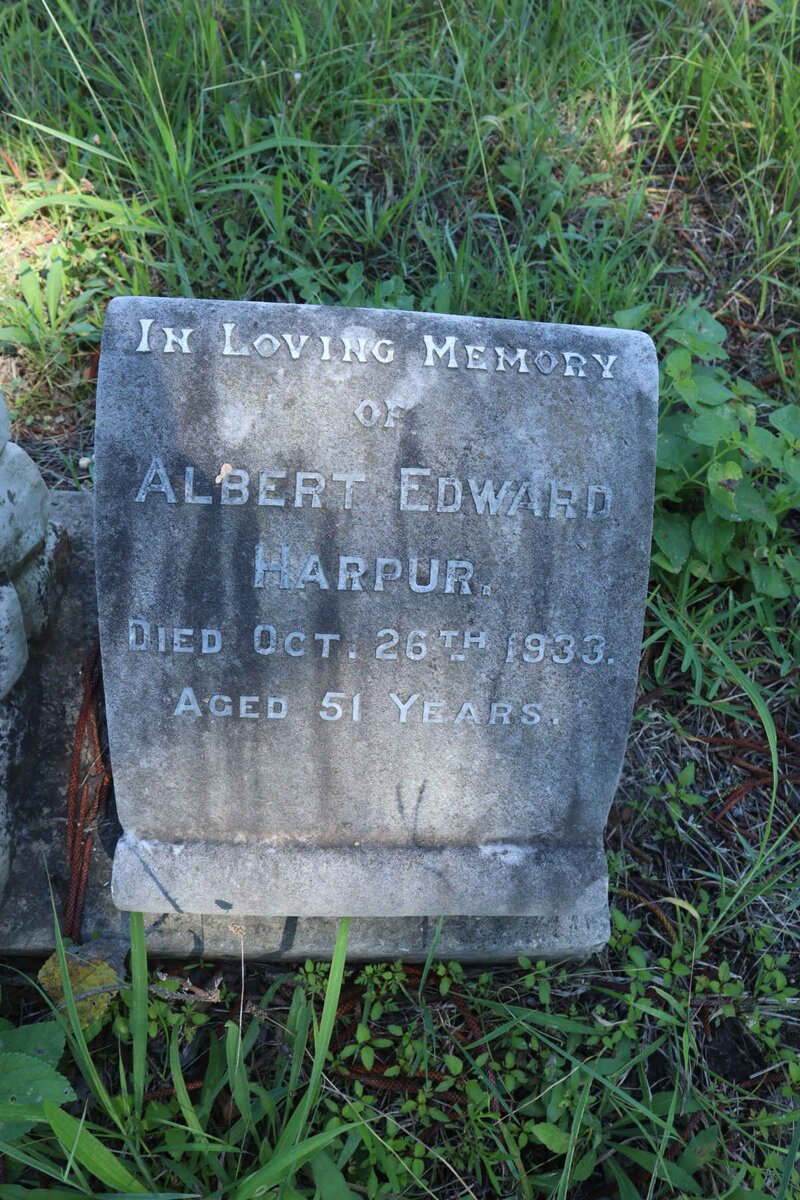 In Loving Memory
of
Albert Edward
Harpur.
Died Oct. 26th 1933.
Aged 51 Years.